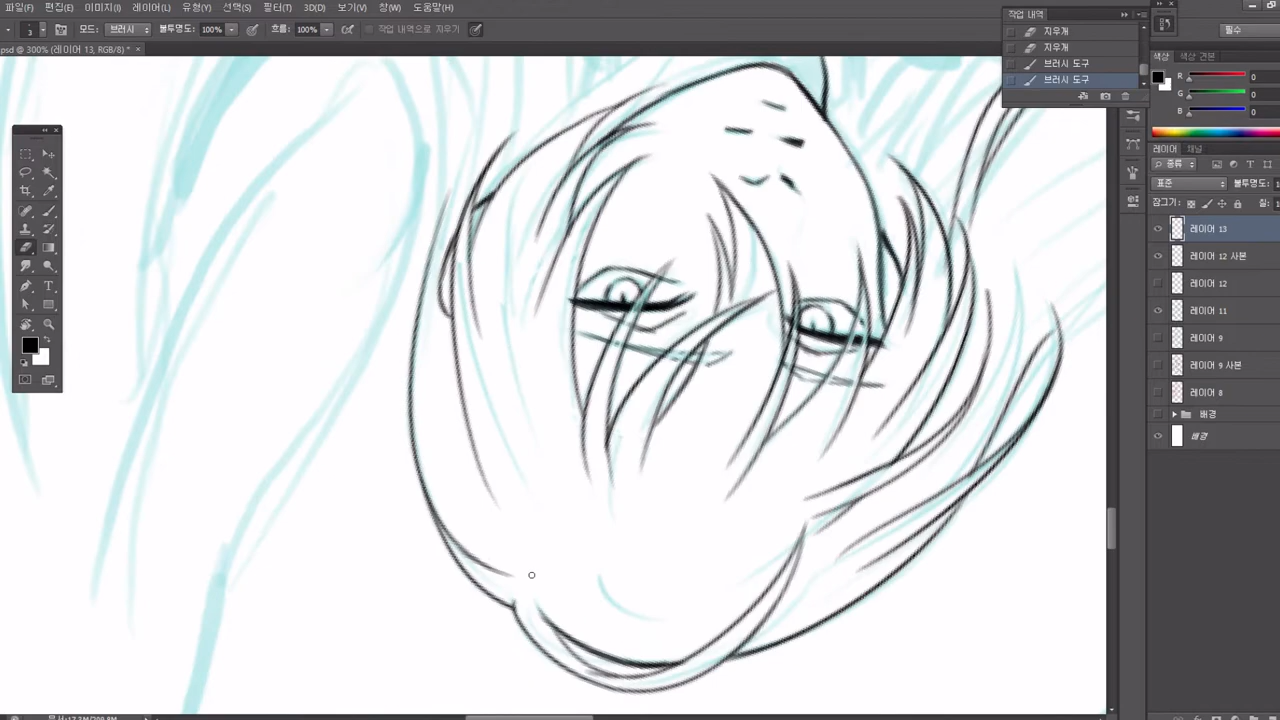 파일(F) 편집(E) 이미지(I) 레이어(L) 유형(Y) 선택(S) 필터(T) 3D(D) 보기(V) 창(W) 도움말(H)
3 모드: 브러시 불투명도: 100% 흐름: 100% 작업 내역으로 지우개
필수
psd @ 300% (레이어 13, RGB/8) *
작업 내역
지우개
지우개
브러시 도구
브러시 도구
색상 색상 견본
R 0
G 0
B 0
레이어 채널
종류
표준 불투명도: 1
잠그기: 칠:
레이어 13
레이어 12 사본
레이어 12
레이어 11
레이어 9
레이어 9 사본
레이어 8
배경
배경